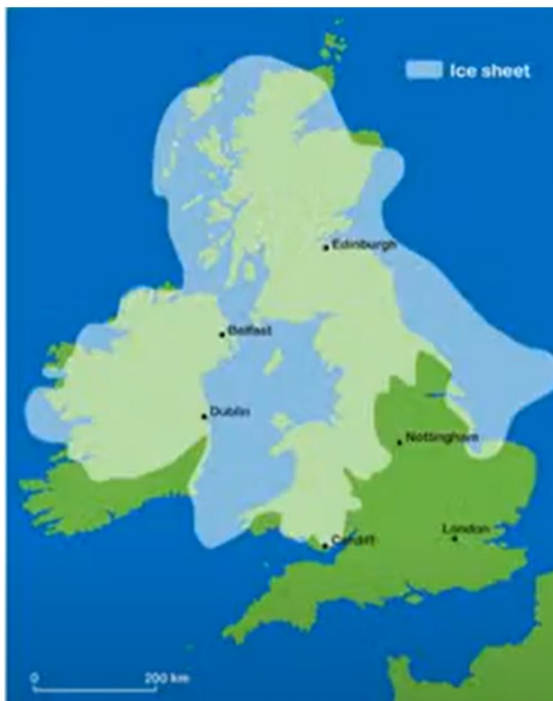 Ice sheet
Edinburgh
Belfast
Dublin
Nottingham
London
Cardiff
0 200 km